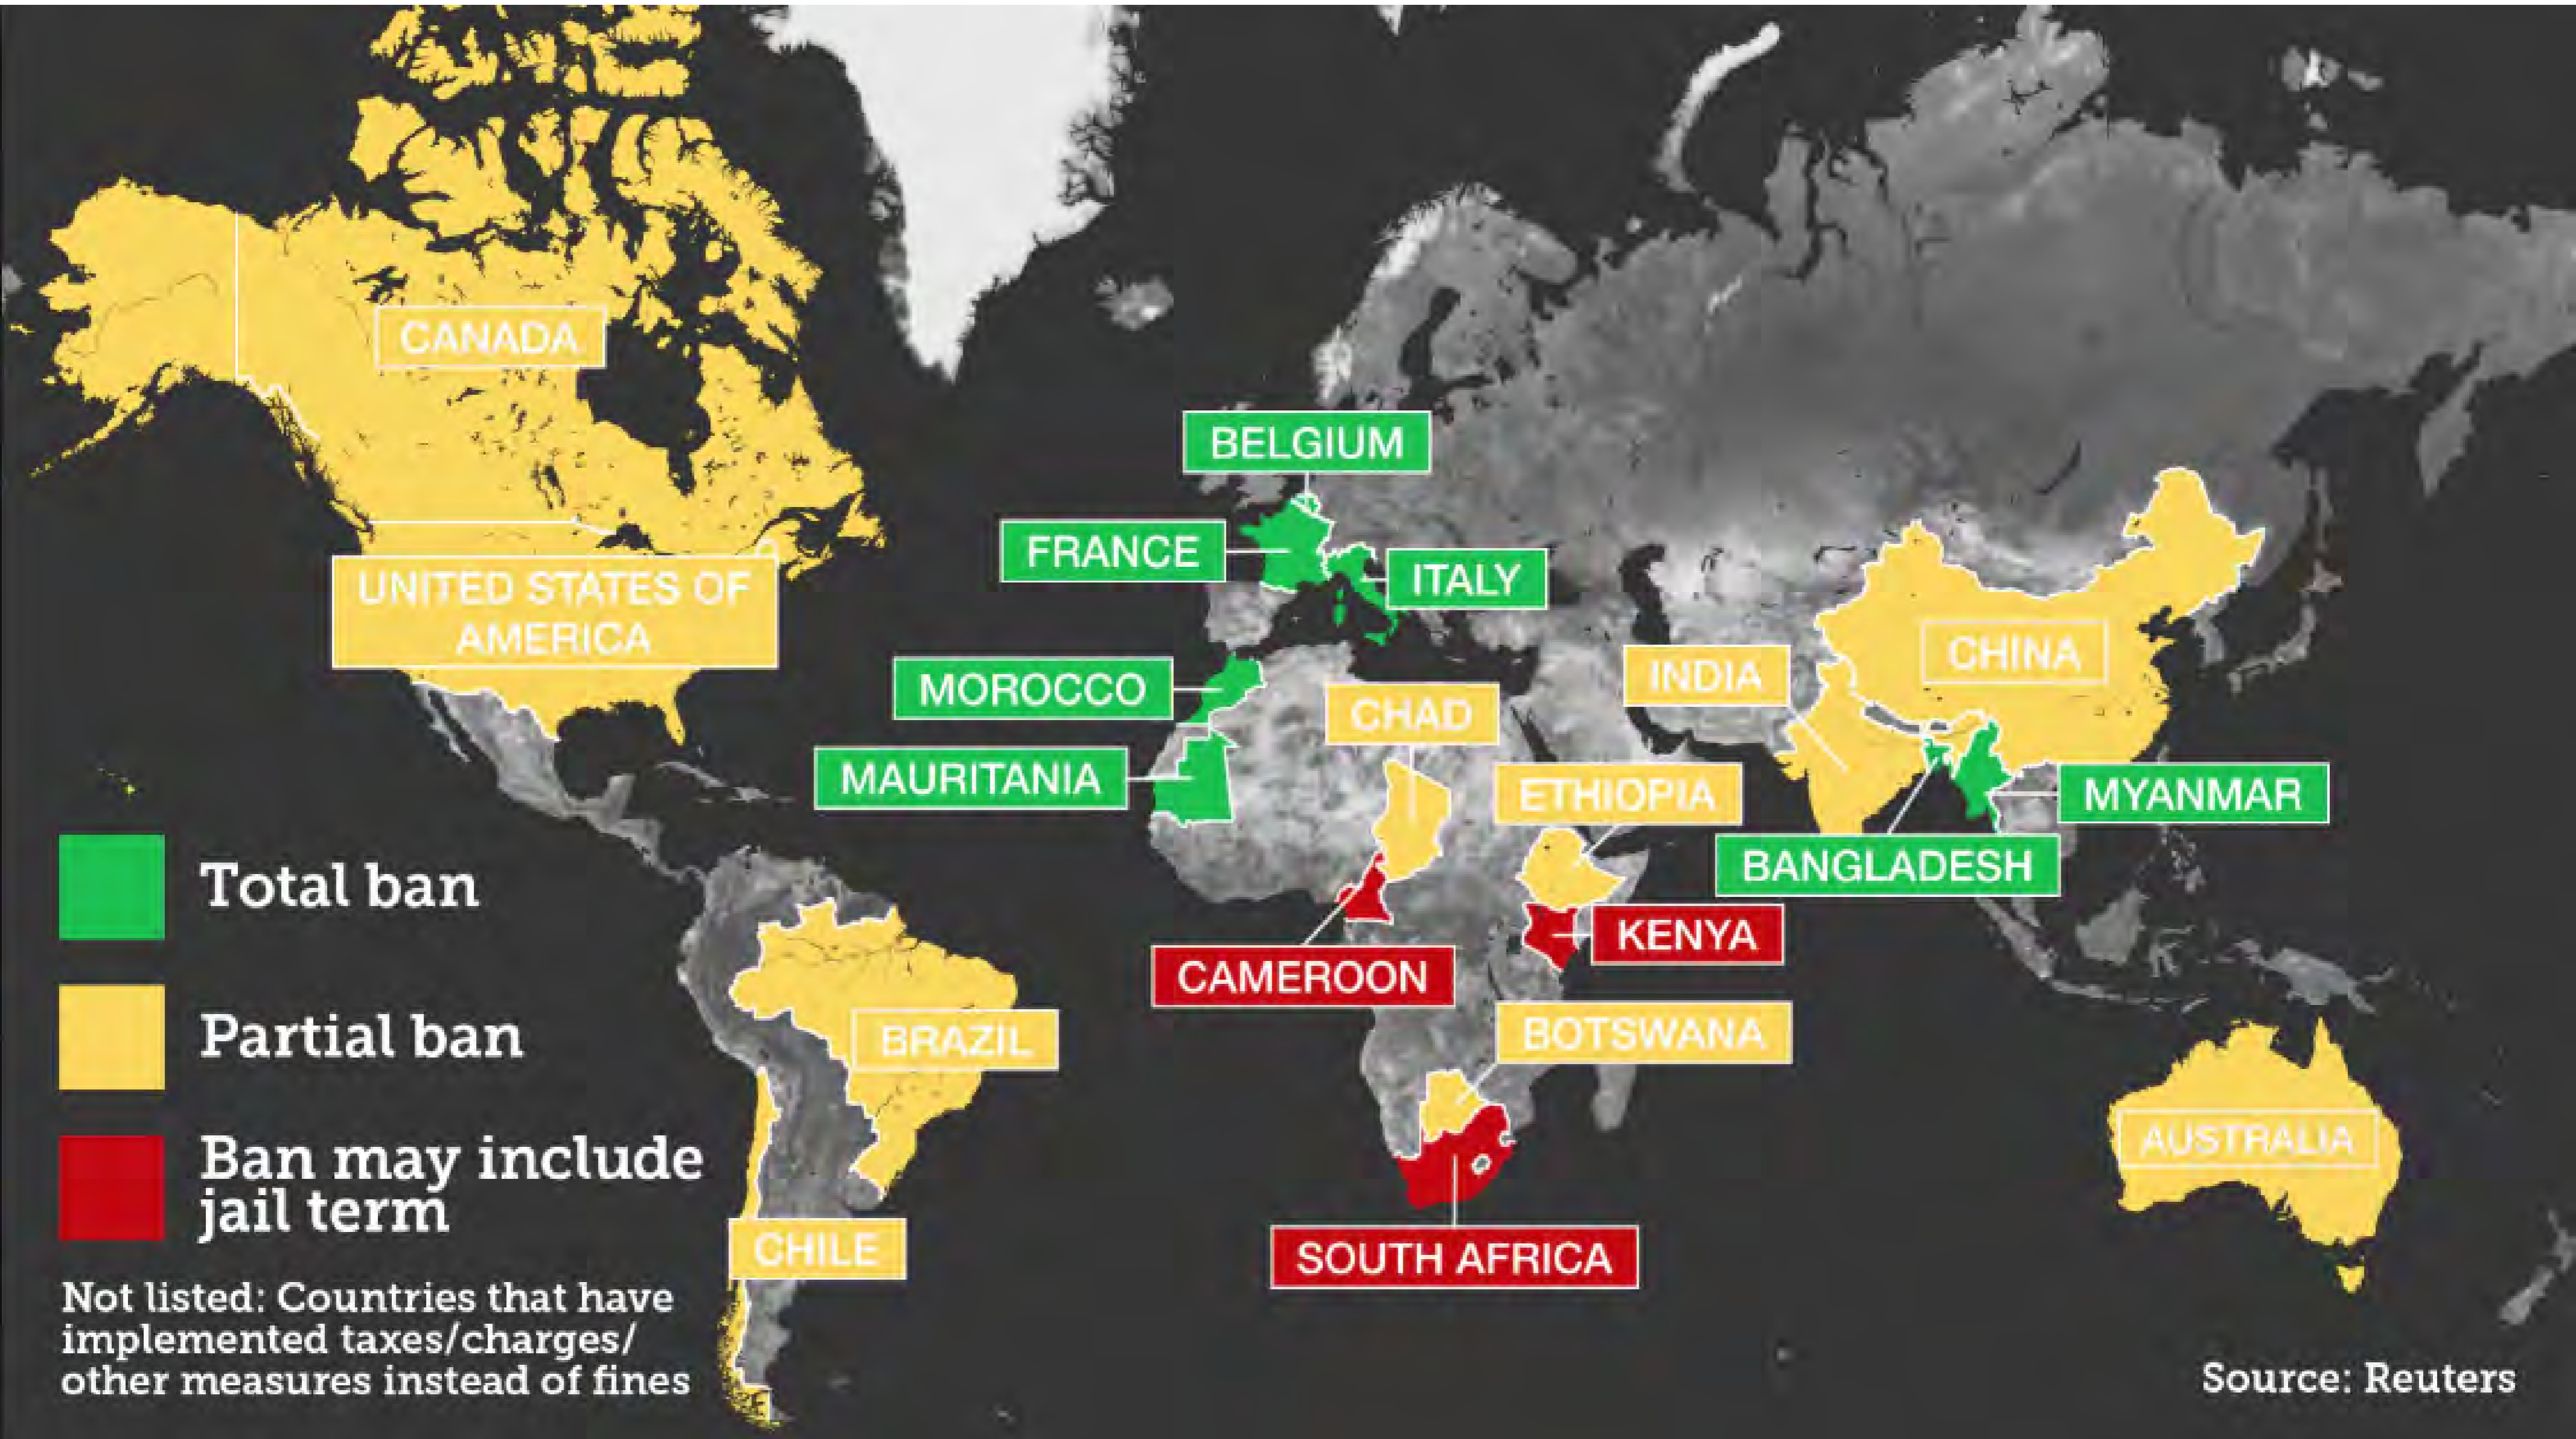 CANADA
UNITED STATES OF
AMERICA
BELGIUM
FRANCE
ITALY
MOROCCO
MAURITANIA
CHAD
ETHIOPIA
INDIA
CHINA
MYANMAR
BANGLADESH
KENYA
CAMEROON
BOTSWANA
BRAZIL
CHILE
SOUTH AFRICA
AUSTRALIA
Total ban
Partial ban
Ban may include
jail term
Not listed: Countries that have
implemented taxes/charges/
other measures instead of fines
Source: Reuters